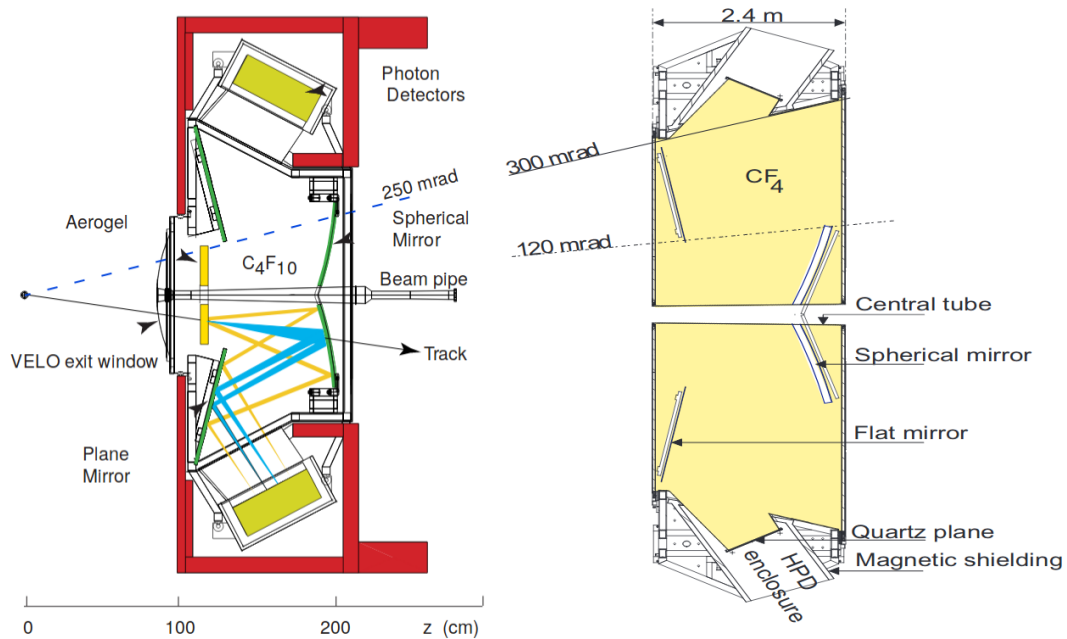 Photon
Detectors
250 mrad
Aerogel
Spherical
Mirror
C4F10
Beam pipe
VELO exit window
Track
Plane
Mirror
0
100
200
z (cm)
2.4 m
300 mrad
CF4
120 mrad
Central tube
Spherical mirror
Flat mirror
Quartz plane
Magnetic shielding
HPD
enclosure